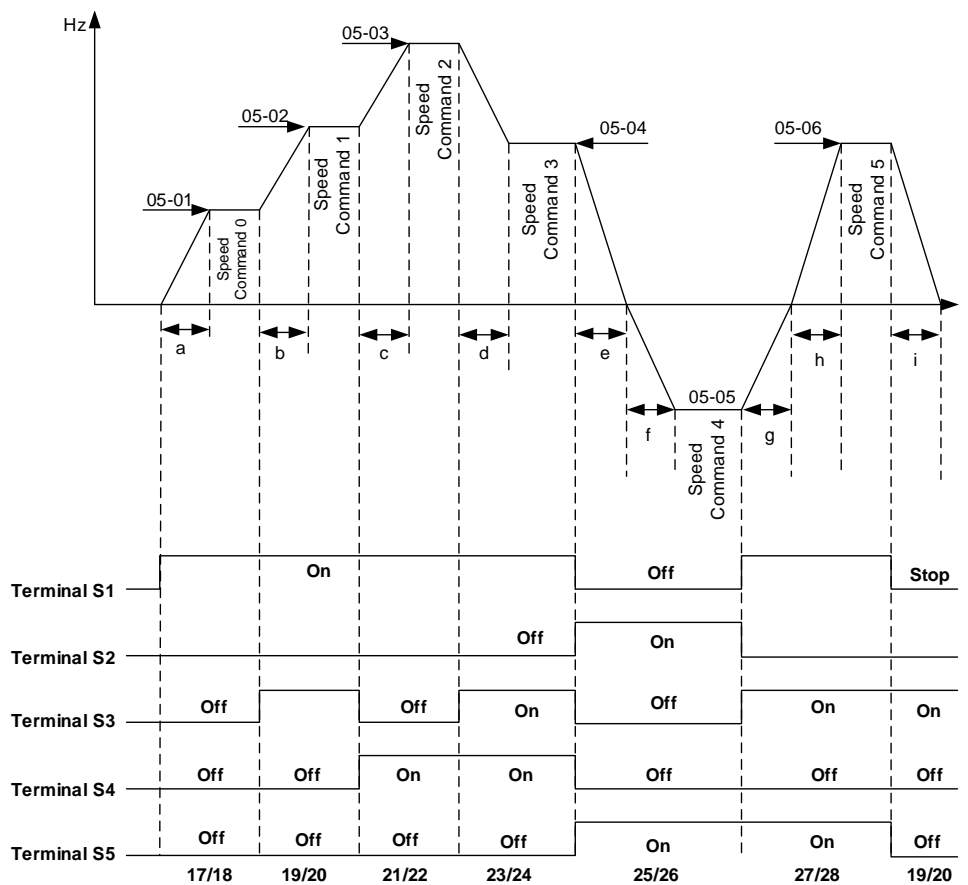 Hz
05-03
05-02
05-04
05-06
05-01
Speed
Command 0
Speed
Command 1
Speed
Command 2
Speed
Command 3
Speed
Command 5
a
b
c
d
e
h
i
05-05
f
g
Speed
Command 4
Terminal S1
On
Off
Stop
Terminal S2
Off
On
Terminal S3
Off
Off
On
Off
On
On
Terminal S4
Off
Off
On
On
Off
Off
Off
Terminal S5
Off
Off
Off
Off
On
On
Off
17/18
19/20
21/22
23/24
25/26
27/28
19/20